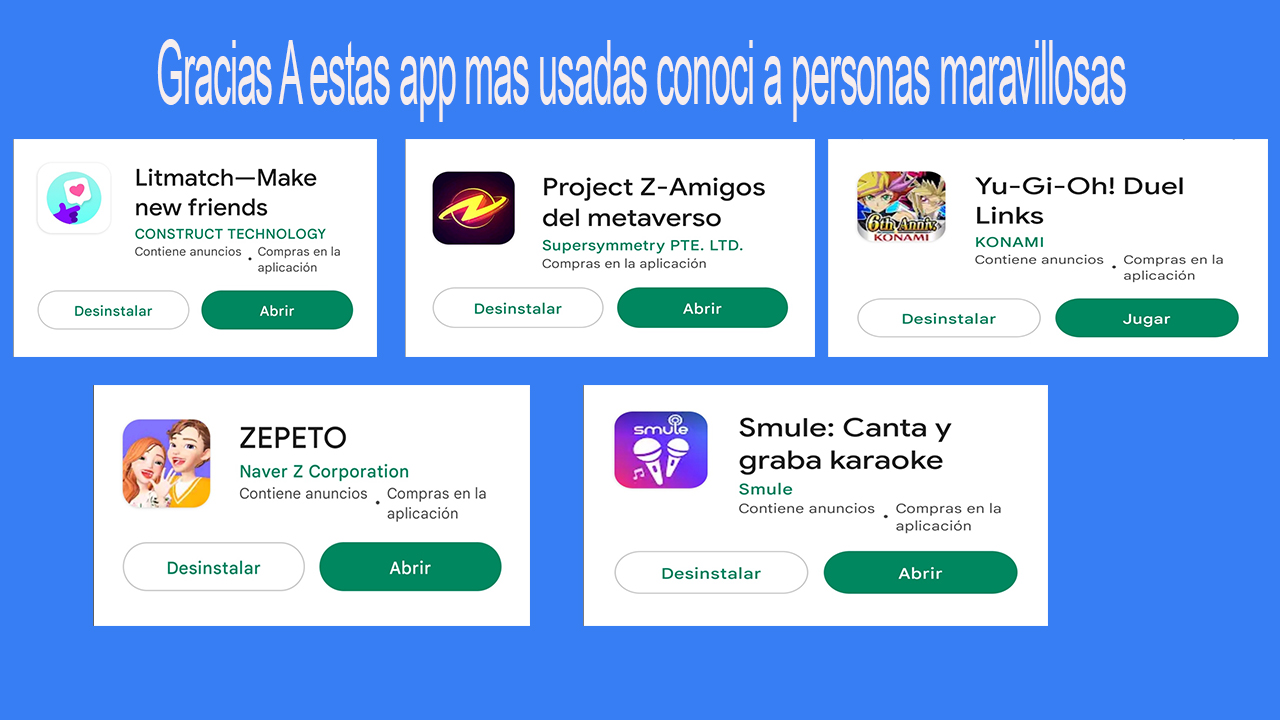 Gracias A estas app mas usadas conoci a personas maravillosas
Litmatch—Make
new friends
CONSTRUCT TECHNOLOGY
Contiene anuncios • Compras en la
aplicación
Desinstalar
Abrir
Project Z-Amigos
del metaverso
Supersymmetry PTE. LTD.
Compras en la aplicación
Desinstalar
Abrir
6th Anniv.
KONAMI
Yu-Gi-Oh! Duel
Links
KONAMI
Contiene anuncios • Compras en la
aplicación
Desinstalar
Jugar
ZEPETO
Naver Z Corporation
Contiene anuncios • Compras en la
aplicación
Desinstalar
Abrir
smule
Smule: Canta y
graba karaoke
Smule
Contiene anuncios • Compras en la
aplicación
Desinstalar
Abrir